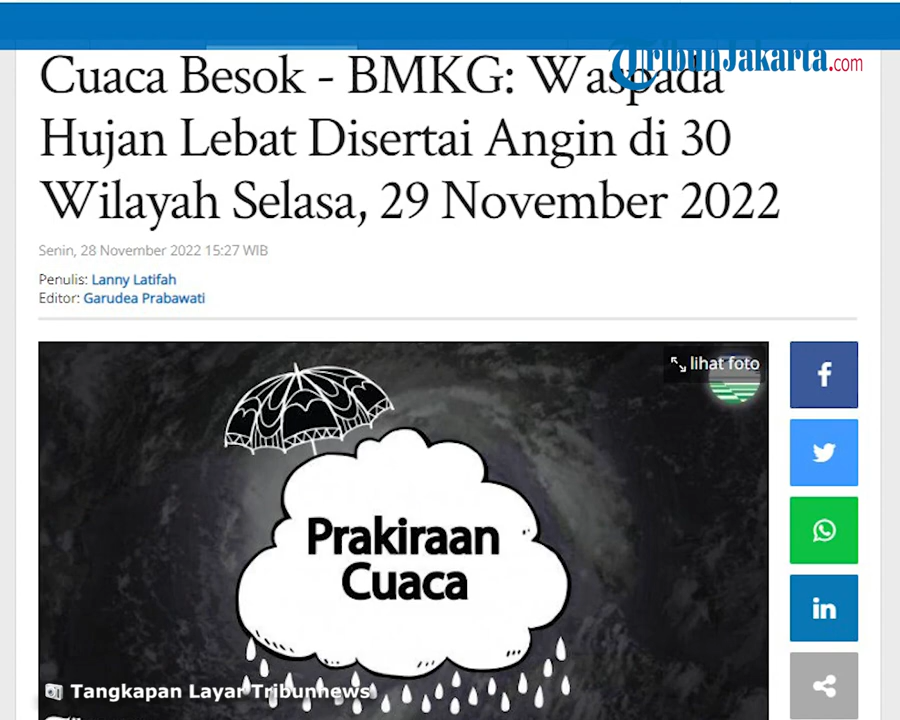 TribunJakarta.com
Cuaca Besok - BMKG: Waspada
Hujan Lebat Disertai Angin di 30
Wilayah Selasa, 29 November 2022
Senin, 28 November 2022 15:27 WIB
Penulis: Lanny Latifah
Editor: Garudea Prabawati
lihat foto
Prakiraan
Cuaca
Tangkapan Layar Tribunnews